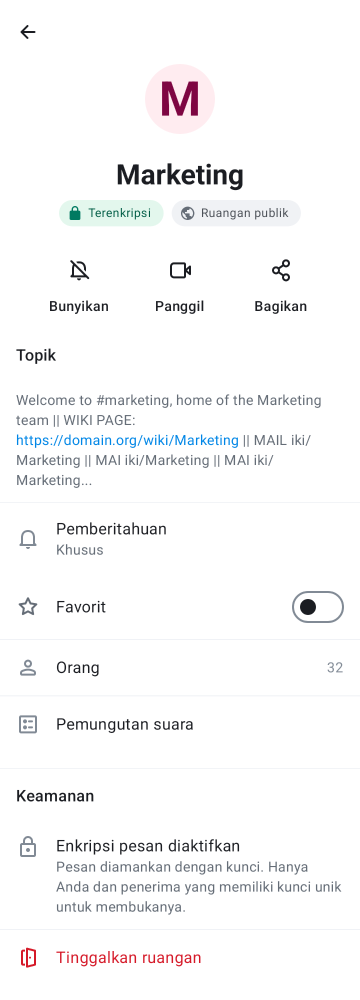 M
Marketing
Terenkripsi
Ruangan publik
Bunyikan
Panggil
Bagikan
Topik
Welcome to #marketing, home of the Marketing
team || WIKI PAGE:
https://domain.org/wiki/Marketing || MAIL iki/
Marketing || MAI iki/Marketing || MAI iki/
Marketing...
Pemberitahuan
Khusus
Favorit
Orang 32
Pemungutan suara
Keamanan
Enkripsi pesan diaktifkan
Pesan diamankan dengan kunci. Hanya
Anda dan penerima yang memiliki kunci unik
untuk membukanya.
Tinggalkan ruangan